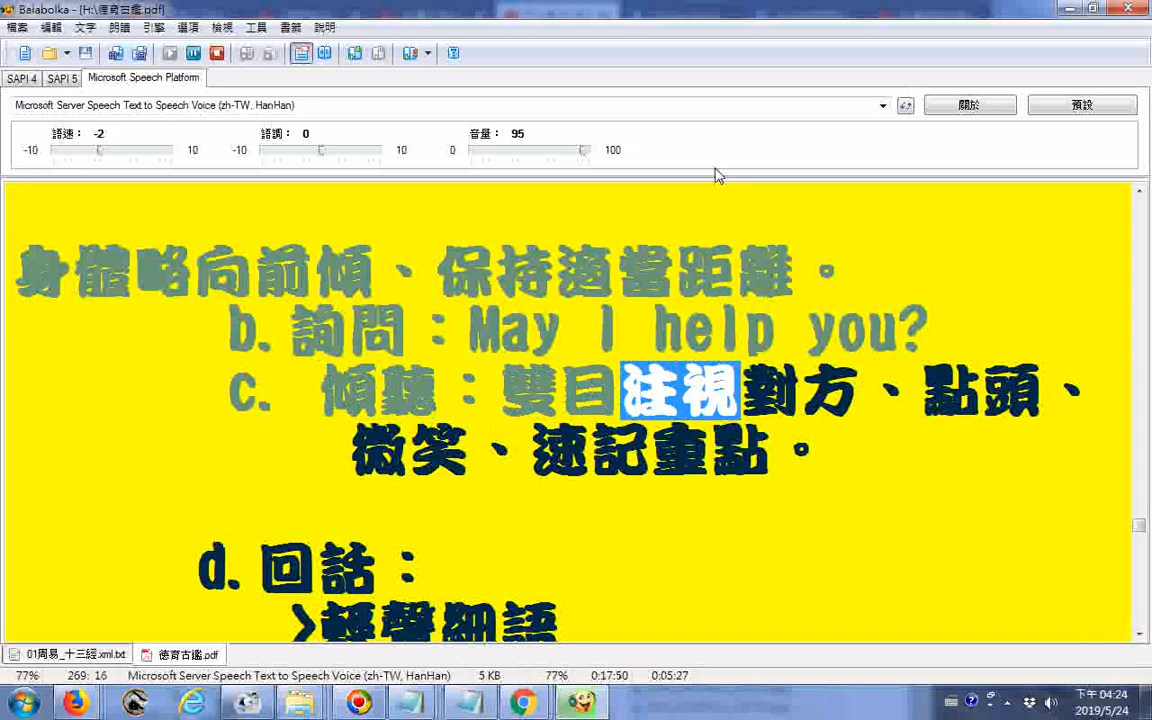 Balabolka - [H:\德育古鑑.pdf]
檔案 編輯 文字 朗讀 引擎 選項 檢視 工具 書籤 說明
SAPI 4 SAPI 5 Microsoft Speech Platform
Microsoft Server Speech Text to Speech Voice (zh-TW, HanHan) 關於 預設
語速： -2 語調： 0 音量： 95
-10 10 -10 10 0 100
身體略向前傾、保持適當距離。
b.詢問：May I help you?
c. 傾聽：雙目注視對方、點頭、
微笑、速記重點。
d.回話：
>輕聲細語
01周易_十三經.xml.txt 德育古鑑.pdf
77% 269: 16 Microsoft Server Speech Text to Speech Voice (zh-TW, HanHan) 5 KB 77% 0:17:50 0:05:27
下午 04:24
2019/5/24